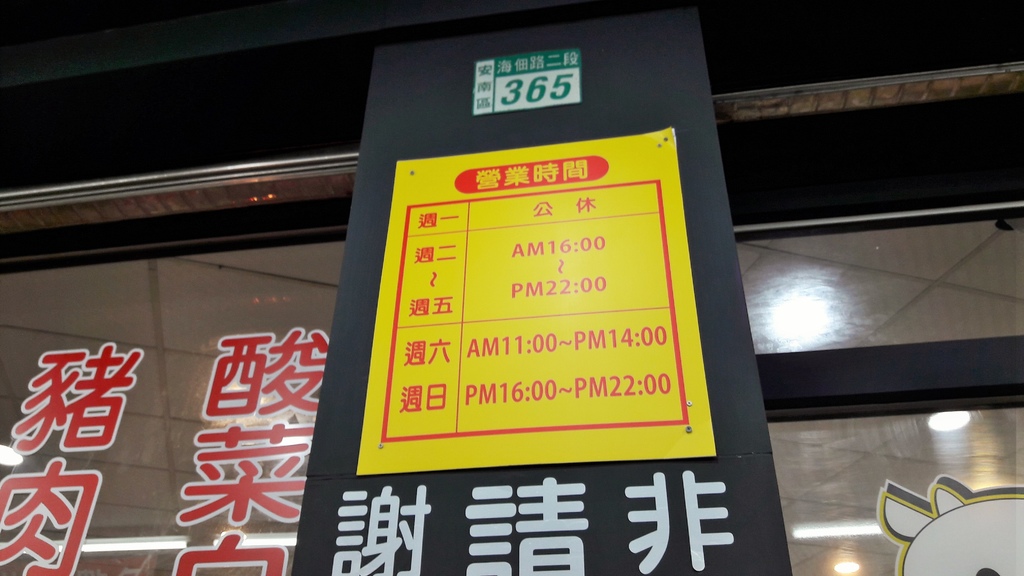 安南區
海佃路二段
365
營業時間
週一 公休
週二~週五 AM16:00~PM22:00
週六 AM11:00~PM14:00
週日 PM16:00~PM22:00
豬肉
酸菜白
謝請非